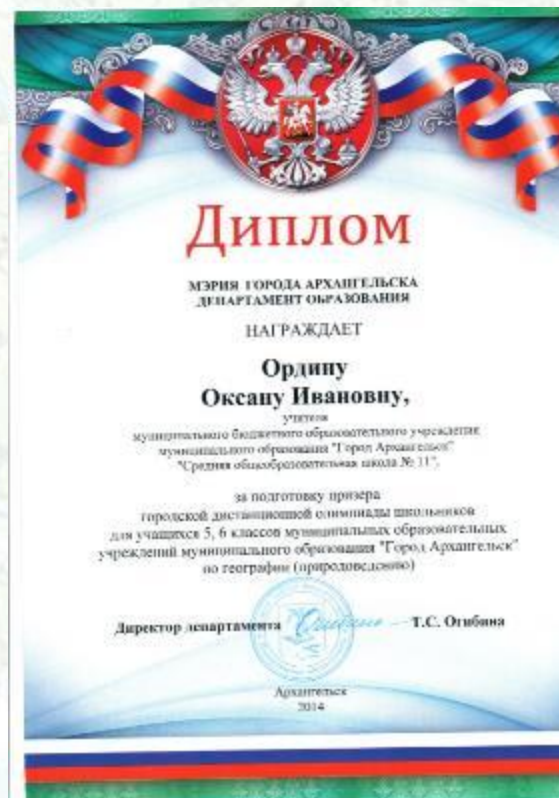 Диплом
МЭРИЯ ГОРОДА АРХАНГЕЛЬСКА
ДЕПАРТАМЕНТ ОБРАЗОВАНИЯ
НАГРАЖДАЕТ
Ордину
Оксану Ивановну,
учителя
муниципального бюджетного образовательного учреждения
муниципального образования "Город Архангельск"
"Средняя общеобразовательная школа № 11",
за подготовку призера
городской дистанционной олимпиады школьников
для учащихся 5, 6 классов муниципальных образовательных
учреждений муниципального образования "Город Архангельск"
по географии (природоведению)
Директор департамента Т.С. Огибина
Архангельск
2014